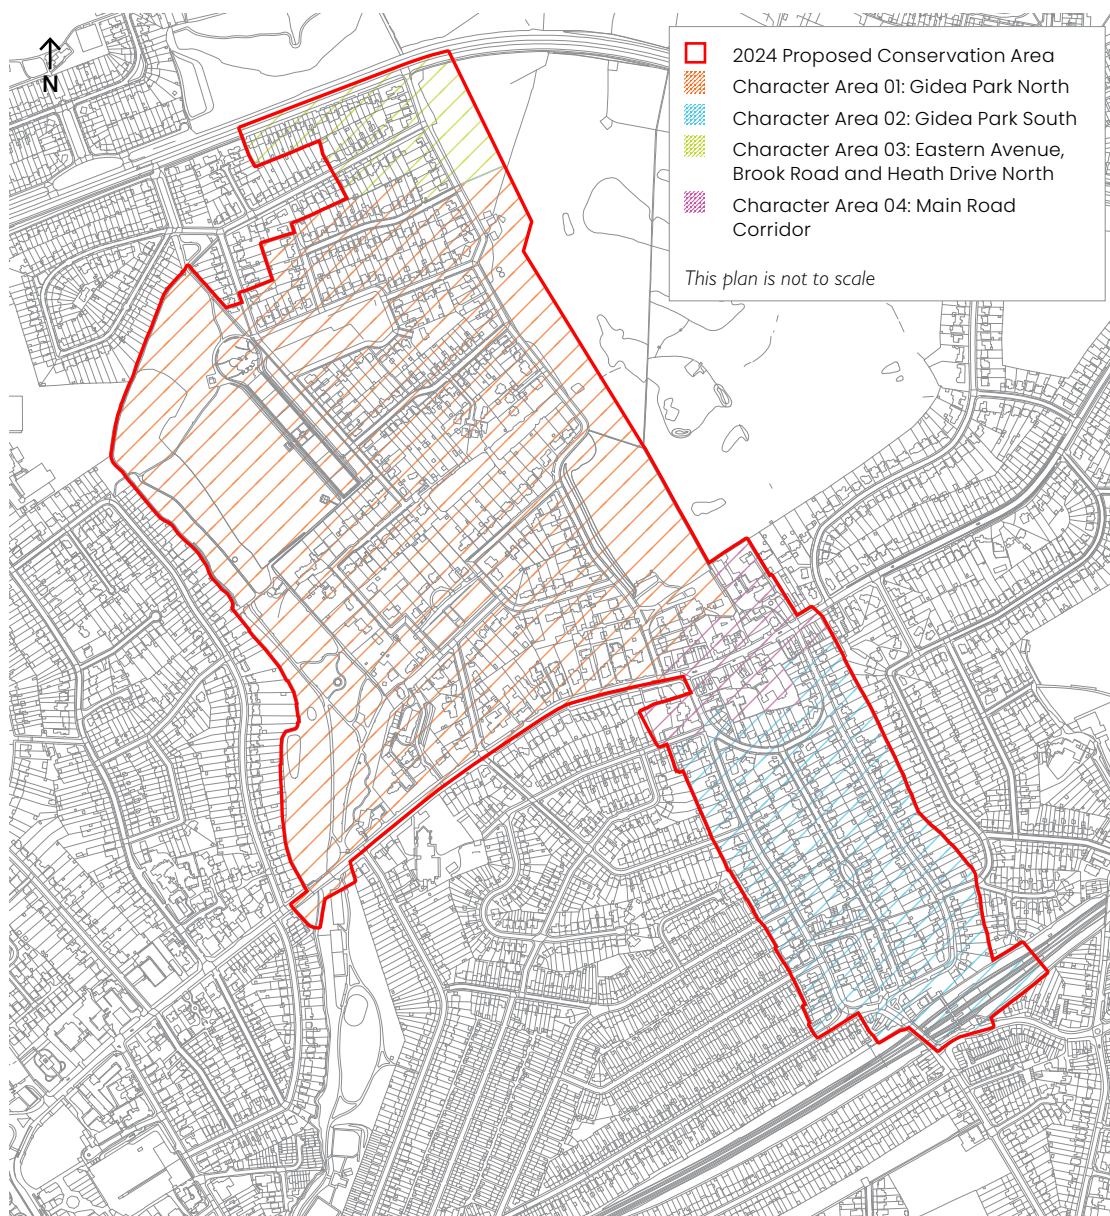 N
2024 Proposed Conservation Area
Character Area 01: Gidea Park North
Character Area 02: Gidea Park South
Character Area 03: Eastern Avenue,
Brook Road and Heath Drive North
Character Area 04: Main Road
Corridor
This plan is not to scale